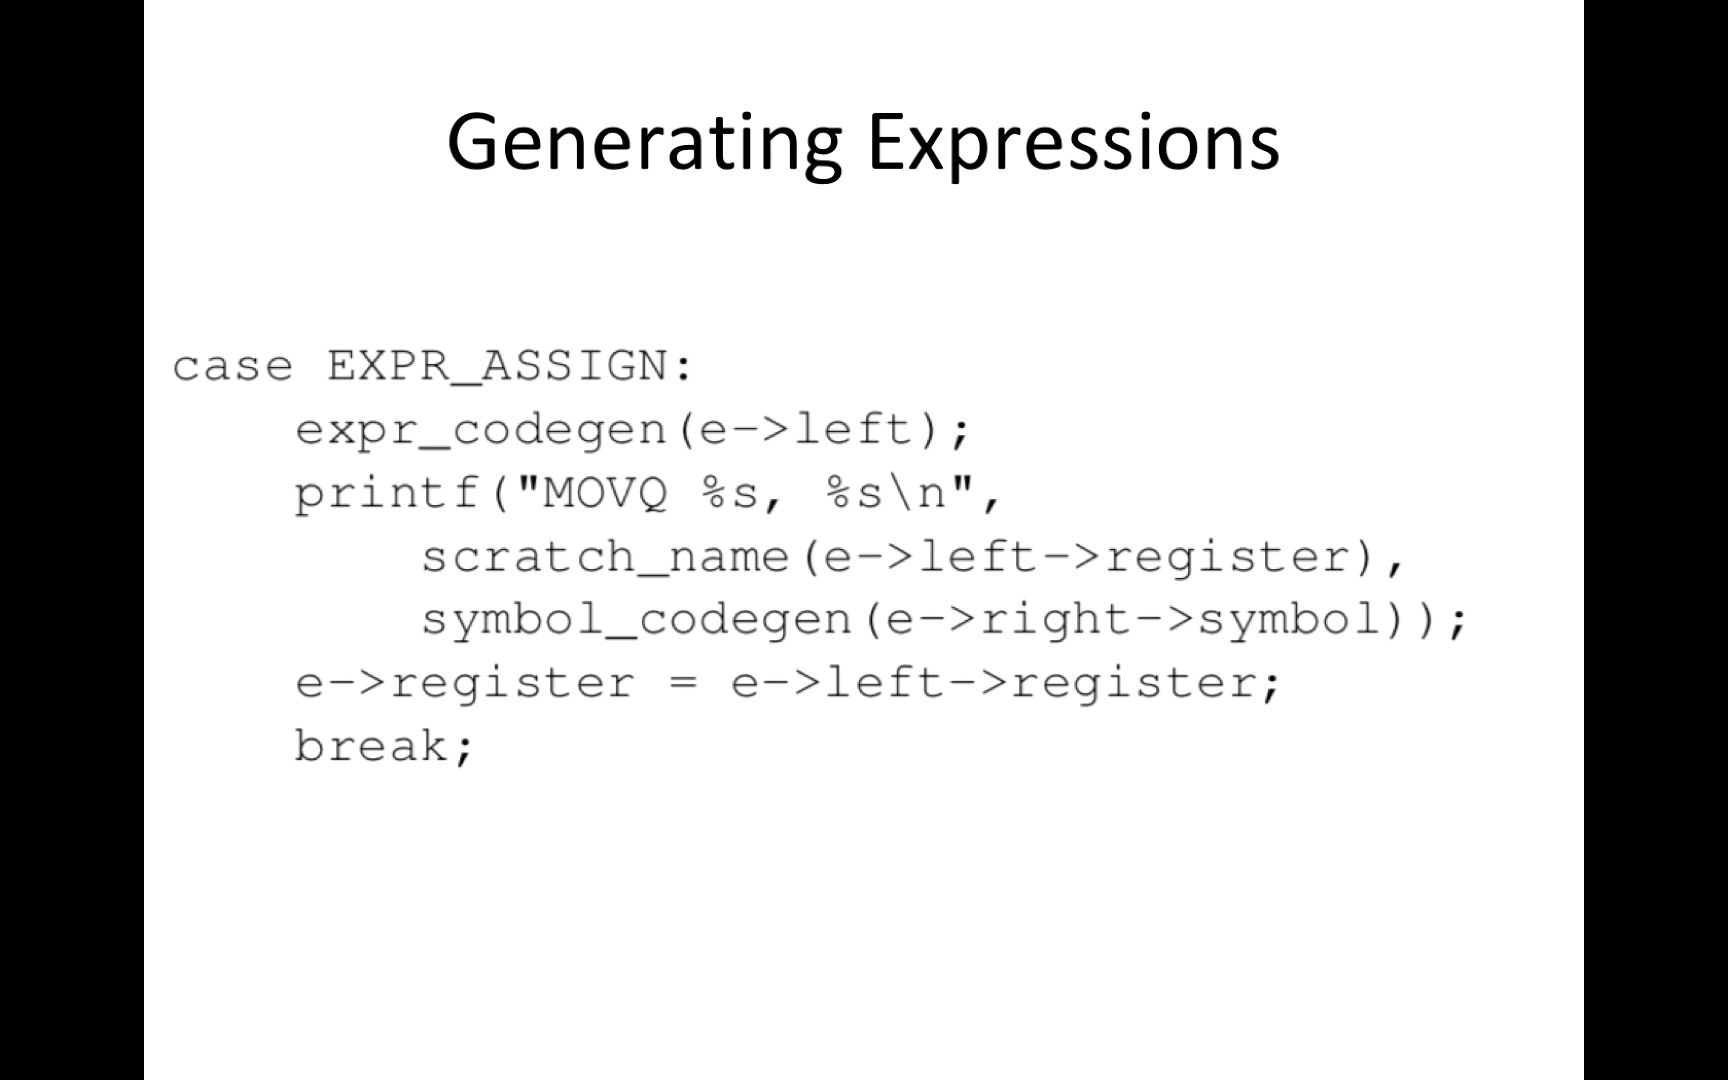 Generating Expressions
case EXPR_ASSIGN:
    expr_codegen(e->left);
    printf("MOVQ %s, %s\n",
        scratch_name(e->left->register),
        symbol_codegen(e->right->symbol));
    e->register = e->left->register;
    break;